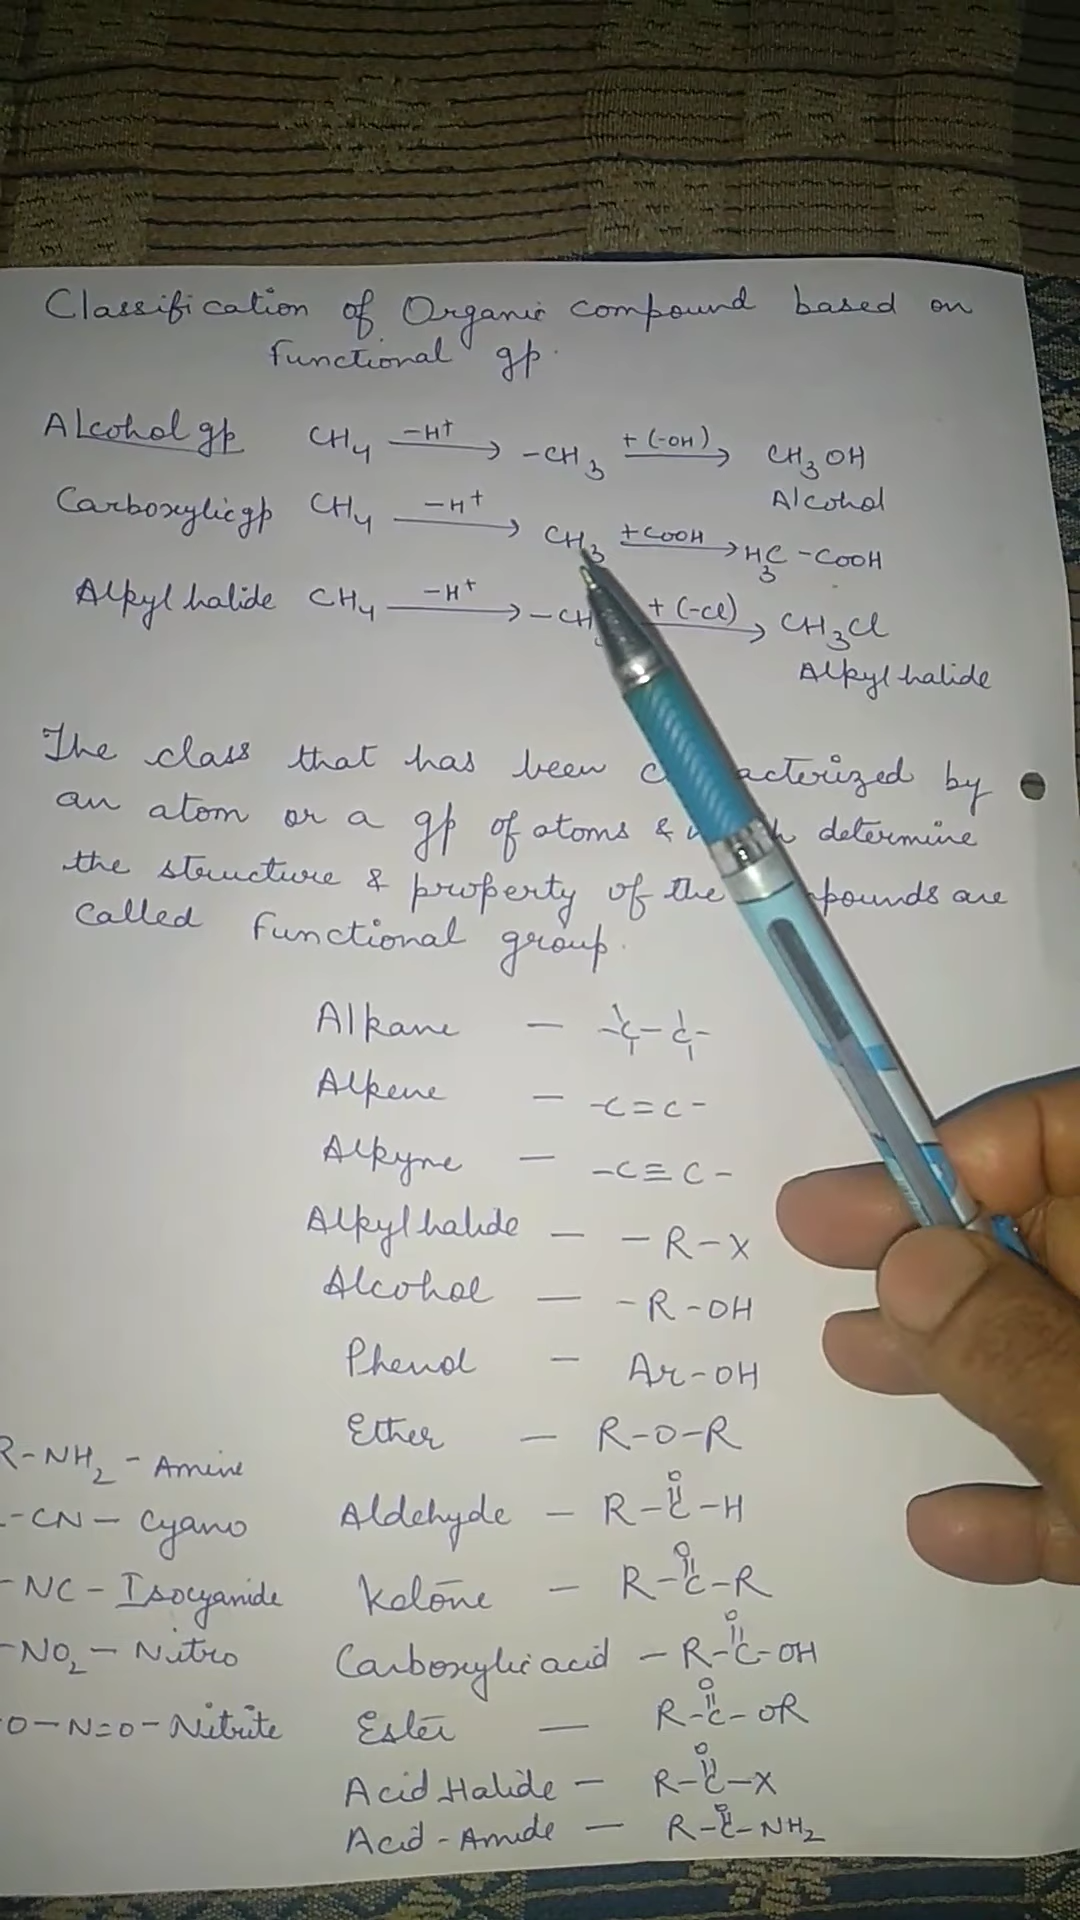 Classification of Organic compound based on
functional gp.
Alcohol gp CH4 -H+ → -CH3 +(-OH) → CH3OH
Alcohol
Carboxylic gp CH4 -H+ → CH3 +COOH → H3C-COOH
Alkyl halide CH4 -H+ → -CH +(-Cl) → CH3Cl
Alkyl halide
The class that has been by
an atom or a gp of atoms & determine
the structure & property of the are
called functional group.
Alkane — -C-C-
Alkene — -C=C-
Alkyne — -C≡C-
Alkyl halide — -R-X
Alcohol — -R-OH
Phenol — Ar-OH
Ether — R-O-R
Aldehyde — R-C(=O)-H
Ketone — R-C(=O)-R
Carboxylic acid — R-C(=O)-OH
Ester — R-C(=O)-OR
Acid Halide — R-C(=O)-X
Acid-Amide — R-C(=O)-NH2
R-NH2 - Amine
-CN - Cyano
-NC - Isocyanide
-NO2 - Nitro
O-N=O - Nitrite